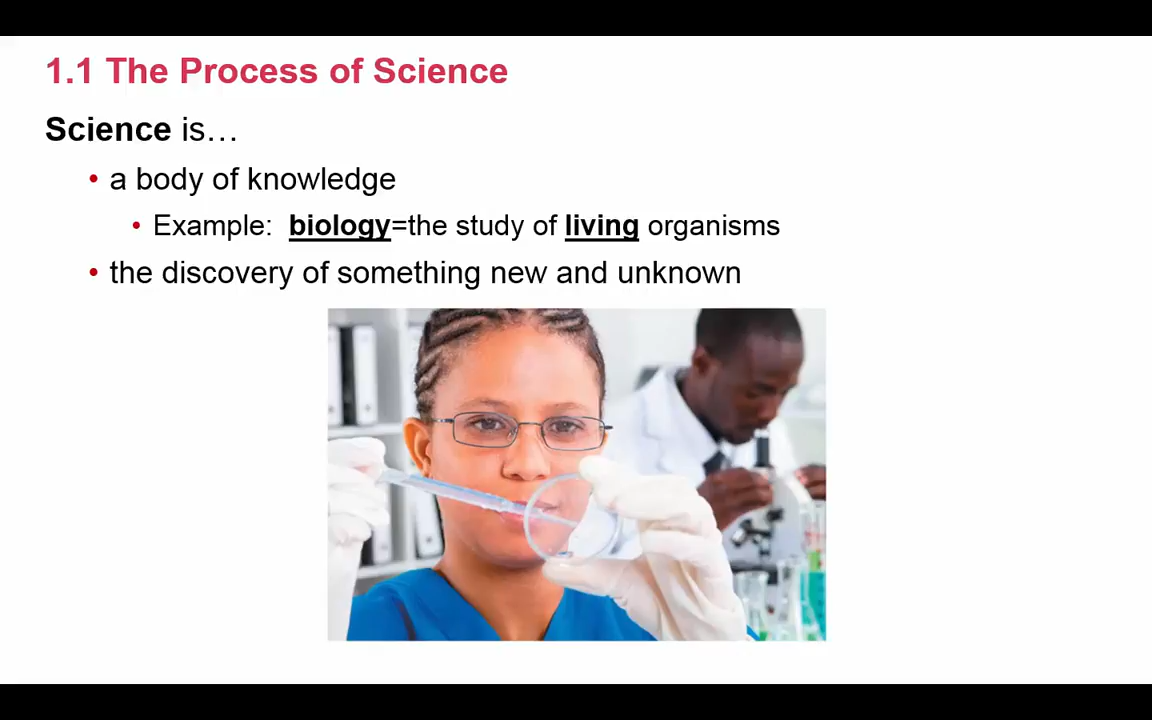 1.1 The Process of Science
Science is…
• a body of knowledge
• Example: biology=the study of living organisms
• the discovery of something new and unknown